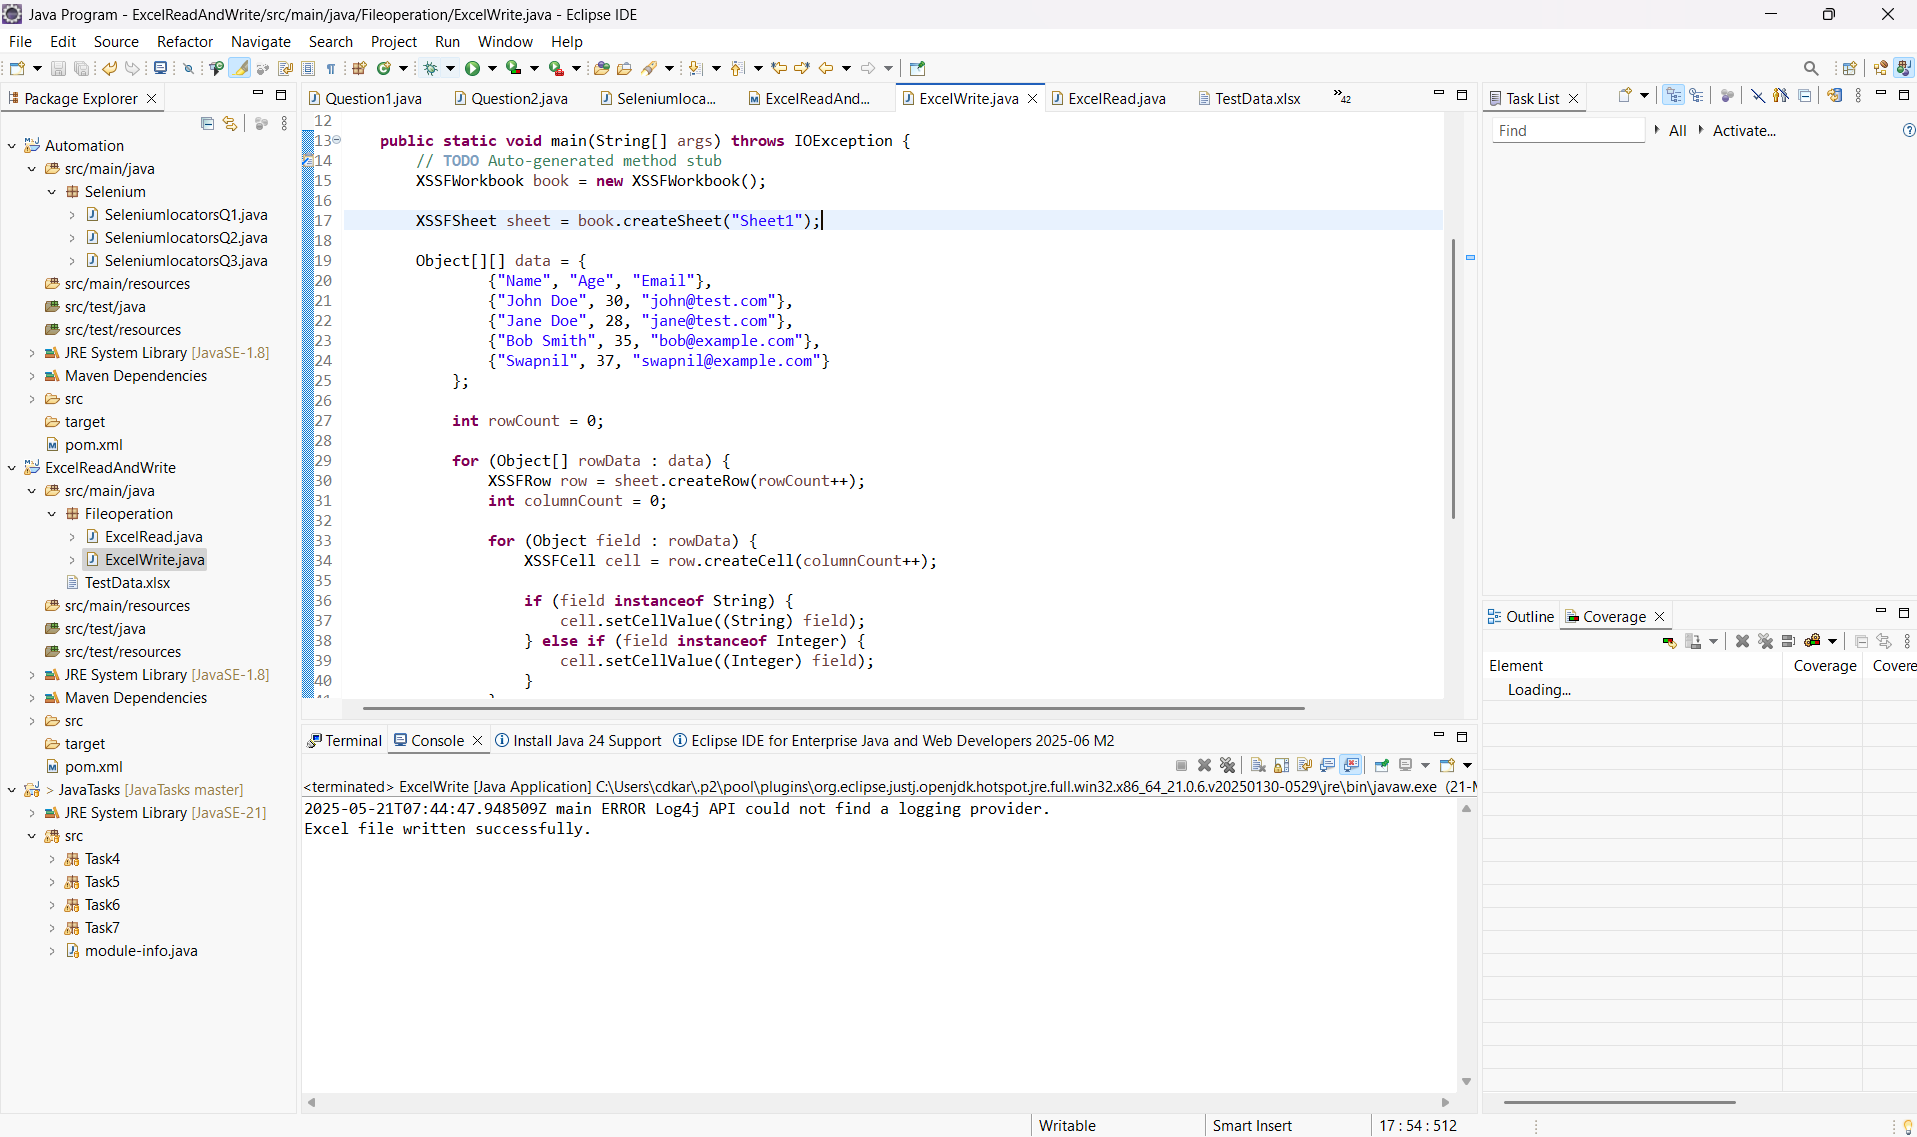 Java Program - ExcelReadAndWrite/src/main/java/Fileoperation/ExcelWrite.java - Eclipse IDE
File Edit Source Refactor Navigate Search Project Run Window Help
Package Explorer
Automation
src/main/java
Selenium
SeleniumlocatorsQ1.java
SeleniumlocatorsQ2.java
SeleniumlocatorsQ3.java
src/main/resources
src/test/java
src/test/resources
JRE System Library [JavaSE-1.8]
Maven Dependencies
src
target
pom.xml
ExcelReadAndWrite
src/main/java
Fileoperation
ExcelRead.java
ExcelWrite.java
TestData.xlsx
src/main/resources
src/test/java
src/test/resources
JRE System Library [JavaSE-1.8]
Maven Dependencies
src
target
pom.xml
> JavaTasks [JavaTasks master]
JRE System Library [JavaSE-21]
src
Task4
Task5
Task6
Task7
module-info.java
Question1.java Question2.java Seleniumloca... ExcelReadAnd... ExcelWrite.java ExcelRead.java TestData.xlsx »42
12
13 public static void main(String[] args) throws IOException {
14 // TODO Auto-generated method stub
15 XSSFWorkbook book = new XSSFWorkbook();
16
17 XSSFSheet sheet = book.createSheet("Sheet1");
18
19 Object[][] data = {
20 {"Name", "Age", "Email"},
21 {"John Doe", 30, "john@test.com"},
22 {"Jane Doe", 28, "jane@test.com"},
23 {"Bob Smith", 35, "bob@example.com"},
24 {"Swapnil", 37, "swapnil@example.com"}
25 };
26
27 int rowCount = 0;
28
29 for (Object[] rowData : data) {
30 XSSFRow row = sheet.createRow(rowCount++);
31 int columnCount = 0;
32
33 for (Object field : rowData) {
34 XSSFCell cell = row.createCell(columnCount++);
35
36 if (field instanceof String) {
37 cell.setCellValue((String) field);
38 } else if (field instanceof Integer) {
39 cell.setCellValue((Integer) field);
40 }
Terminal Console Install Java 24 Support Eclipse IDE for Enterprise Java and Web Developers 2025-06 M2
<terminated> ExcelWrite [Java Application] C:\Users\cdkar\.p2\pool\plugins\org.eclipse.justj.openjdk.hotspot.jre.full.win32.x86_64_21.0.6.v20250130-0529\jre\bin\javaw.exe (21-
2025-05-21T07:44:47.948509Z main ERROR Log4j API could not find a logging provider.
Excel file written successfully.
Task List
Find All Activate...
Outline Coverage
Element Coverage Covere
Loading...
Writable Smart Insert 17 : 54 : 512